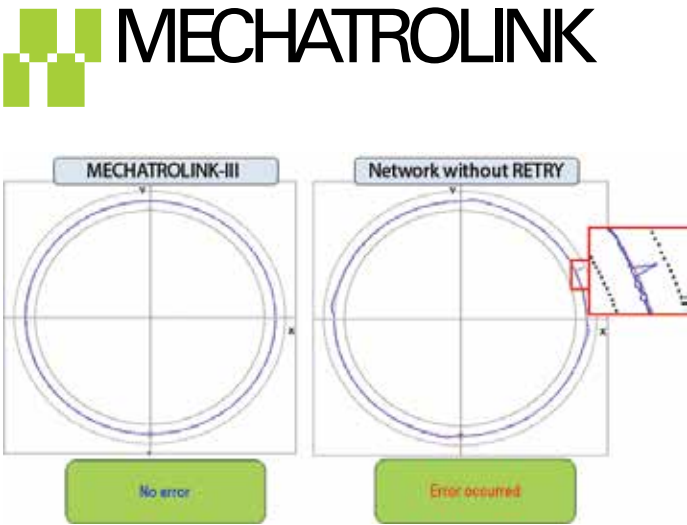 MECHATROLINK
MECHATROLINK-III
Network without RETRY
Y
Y
X
X
No error
Error occurred